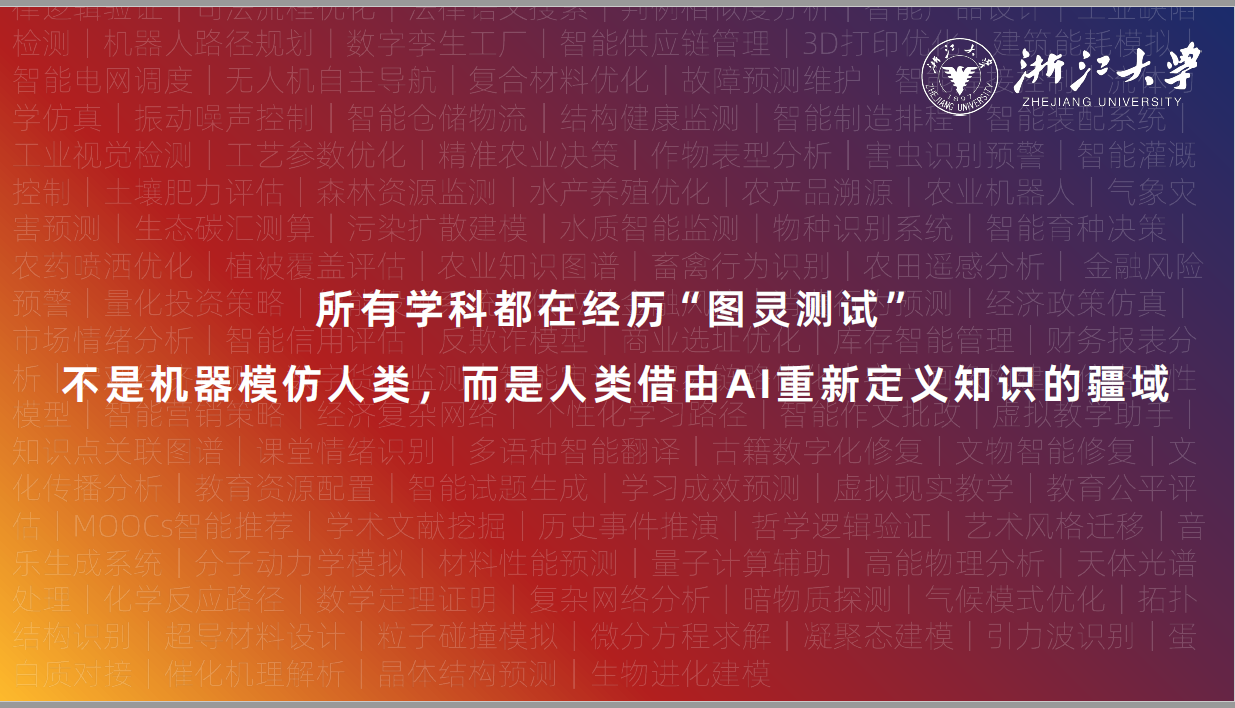 律逻辑验证｜司法流程优化｜法律语义搜索｜判例相似度分析｜智能产品设计｜工业缺陷
检测｜机器人路径规划｜数字孪生工厂｜智能供应链管理｜3D打印优化｜建筑能耗模拟｜
智能电网调度｜无人机自主导航｜复合材料优化｜故障预测维护｜智
学仿真｜振动噪声控制｜智能仓储物流｜结构健康监测｜智能制造排程｜智能装配系统｜
工业视觉检测｜工艺参数优化｜精准农业决策｜作物表型分析｜害虫识别预警｜智能灌溉
控制｜土壤肥力评估｜森林资源监测｜水产养殖优化｜农产品溯源｜农业机器人｜气象灾
害预测｜生态碳汇测算｜污染扩散建模｜水质智能监测｜物种识别系统｜智能育种决策｜
农药喷洒优化｜植被覆盖评估｜农业知识图谱｜畜禽行为识别｜农田遥感分析｜金融风险
预警｜量化投资策略｜预测｜经济政策仿真｜
市场情绪分析｜智能信用评估｜反欺诈模型｜商业选址优化｜库存智能管理｜财务报表分
析
模型｜智能营销策略｜经济复杂网络｜个性化学习路径｜智能作文批改｜虚拟教学助手｜
知识点关联图谱｜课堂情绪识别｜多语种智能翻译｜古籍数字化修复｜文物智能修复｜文
化传播分析｜教育资源配置｜智能试题生成｜学习成效预测｜虚拟现实教学｜教育公平评
估｜MOOCs智能推荐｜学术文献挖掘｜历史事件推演｜哲学逻辑验证｜艺术风格迁移｜音
乐生成系统｜分子动力学模拟｜材料性能预测｜量子计算辅助｜高能物理分析｜天体光谱
处理｜化学反应路径｜数学定理证明｜复杂网络分析｜暗物质探测｜气候模式优化｜拓扑
结构识别｜超导材料设计｜粒子碰撞模拟｜微分方程求解｜凝聚态建模｜引力波识别｜蛋
白质对接｜催化机理解析｜晶体结构预测｜生物进化建模
浙江大学
ZHEJIANG UNIVERSITY
1897
所有学科都在经历“图灵测试”
不是机器模仿人类，而是人类借由AI重新定义知识的疆域